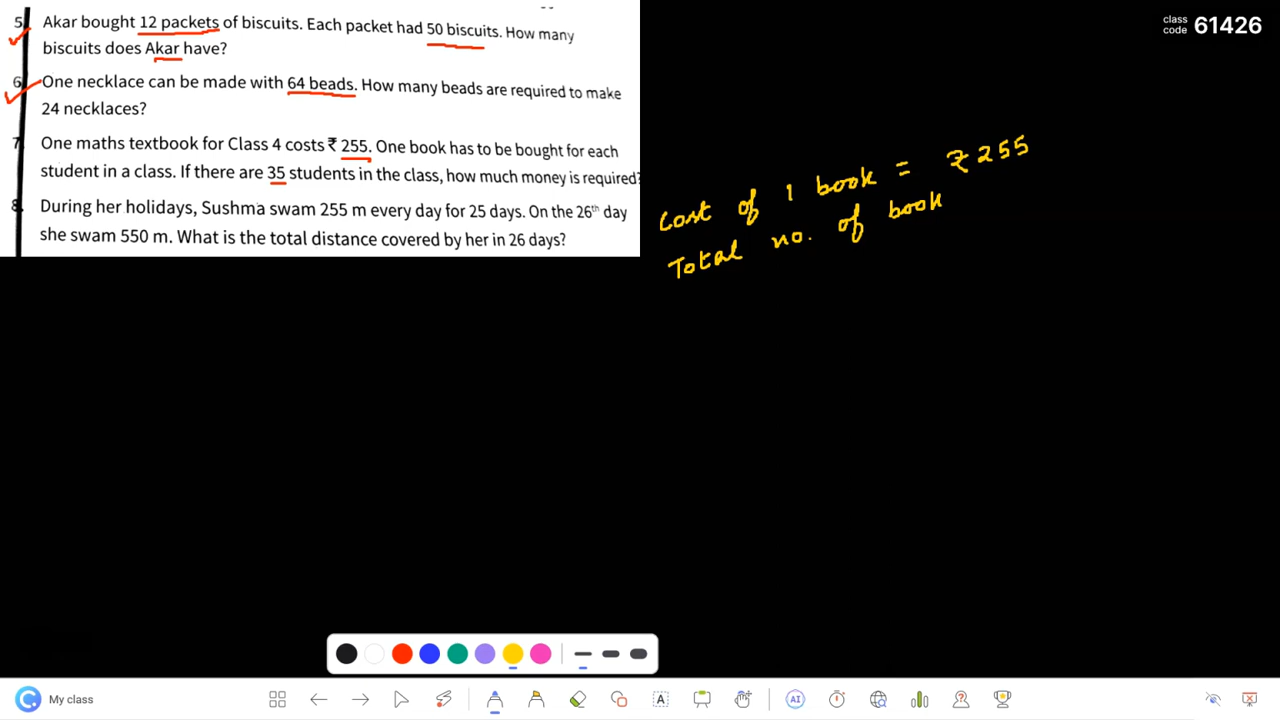 5. Akar bought 12 packets of biscuits. Each packet had 50 biscuits. How many
biscuits does Akar have?
6. One necklace can be made with 64 beads. How many beads are required to make
24 necklaces?
7. One maths textbook for Class 4 costs ₹ 255. One book has to be bought for each
student in a class. If there are 35 students in the class, how much money is required?
8. During her holidays, Sushma swam 255 m every day for 25 days. On the 26th day
she swam 550 m. What is the total distance covered by her in 26 days?
class
code 61426
Cost of 1 book = ₹ 255
Total no. of book
A
AI
My class